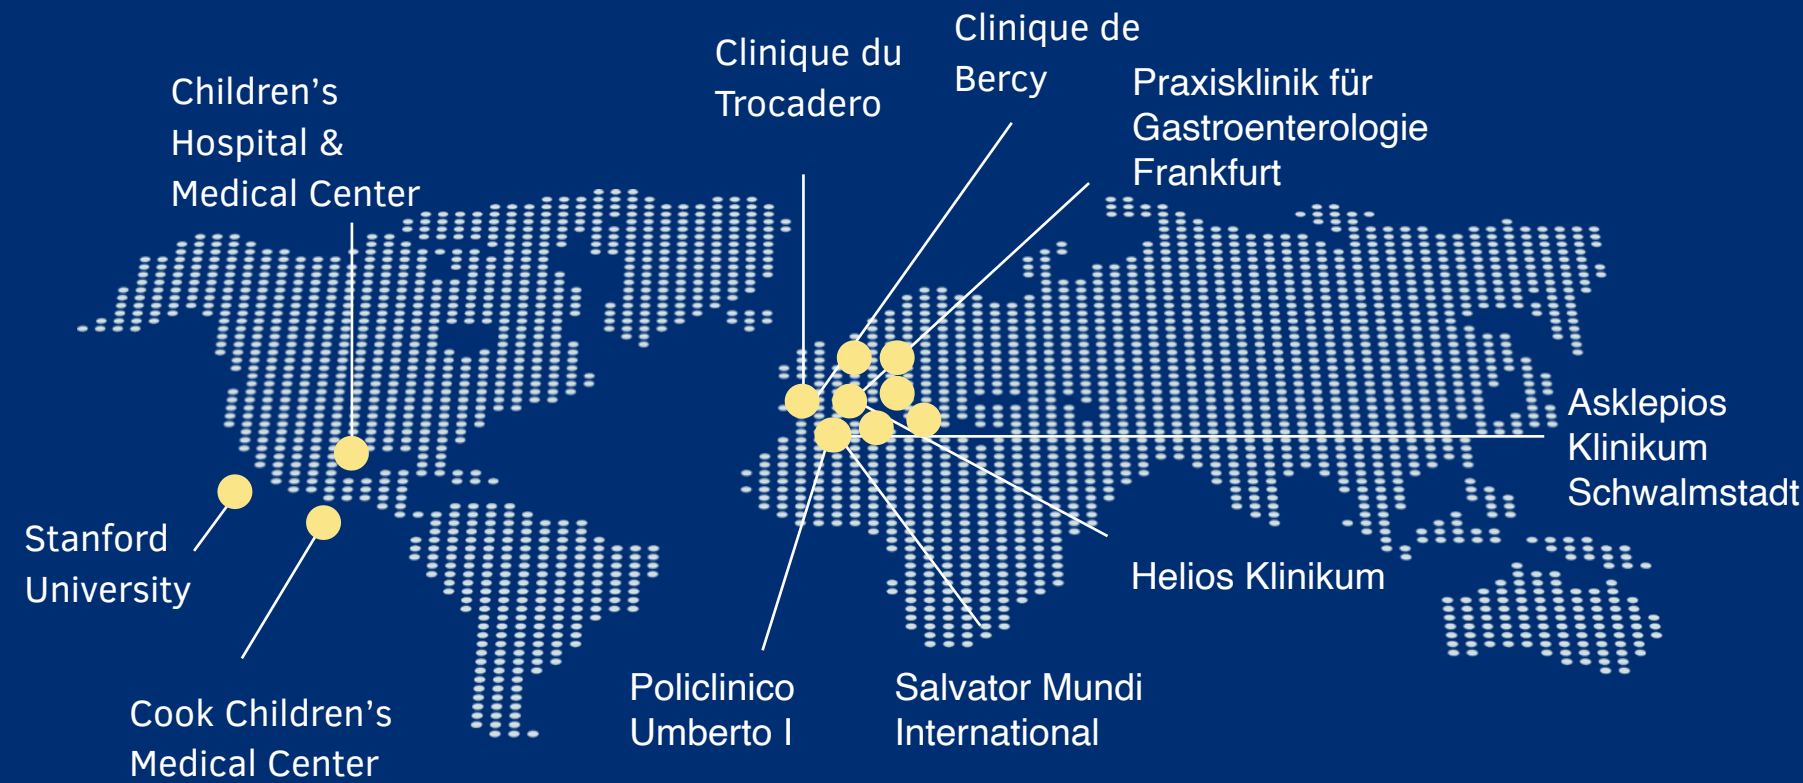 Children's
Hospital &
Medical Center
Clinique du
Trocadero
Clinique de
Bercy
Praxisklinik für
Gastroenterologie
Frankfurt
Asklepios
Klinikum
Schwalmstadt
Stanford
University
Helios Klinikum
Cook Children's
Medical Center
Policlinico
Umberto I
Salvator Mundi
International